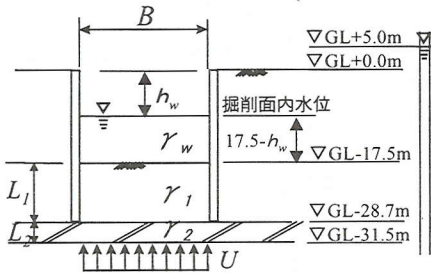 B
▽GL+5.0m
▽GL+0.0m
h_w
掘削面内水位
γ_w
17.5-h_w
▽GL-17.5m
L_1
γ_1
▽GL-28.7m
L_2
γ_2
▽GL-31.5m
U